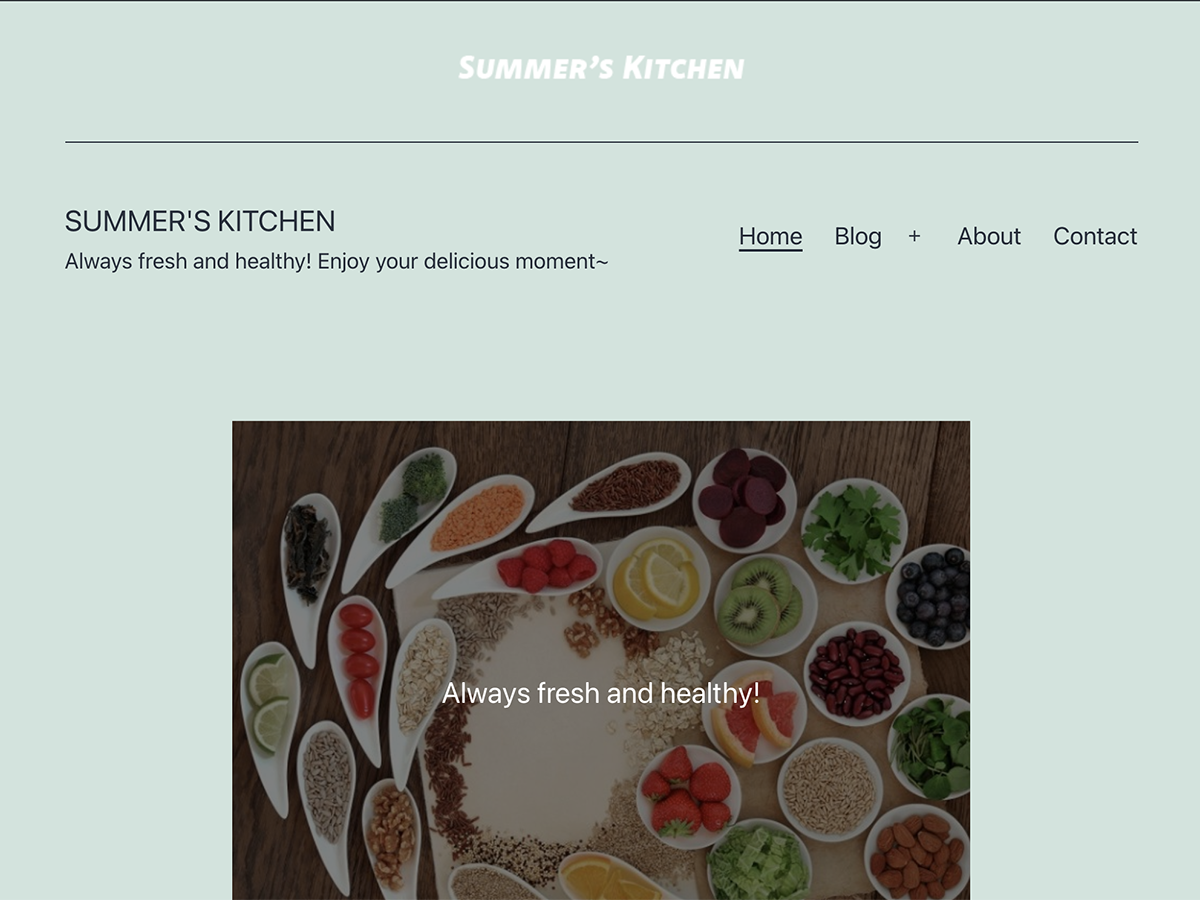 SUMMER’S KITCHEN
SUMMER'S KITCHEN
Always fresh and healthy! Enjoy your delicious moment~
Home Blog + About Contact
Always fresh and healthy!